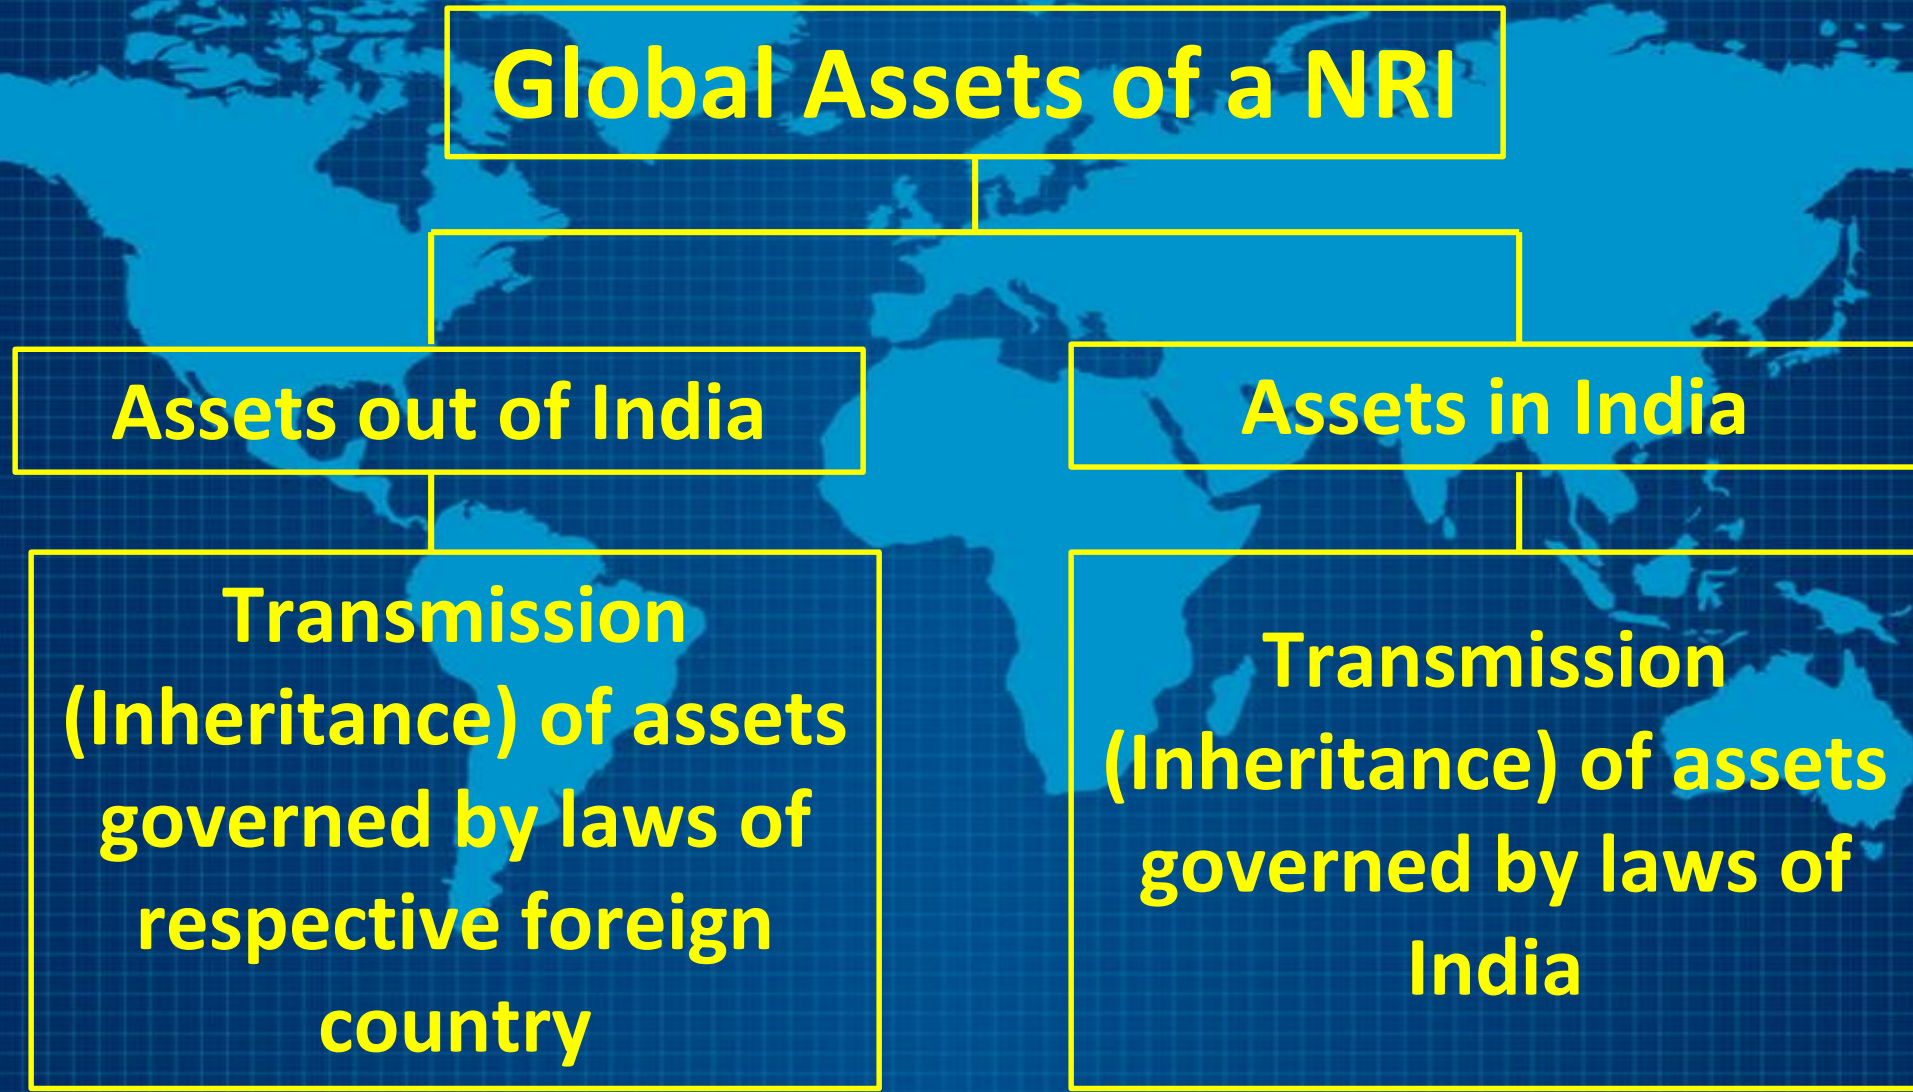 Global Assets of a NRI
Assets out of India
Assets in India
Transmission
(Inheritance) of assets
governed by laws of
respective foreign
country
Transmission
(Inheritance) of assets
governed by laws of
India